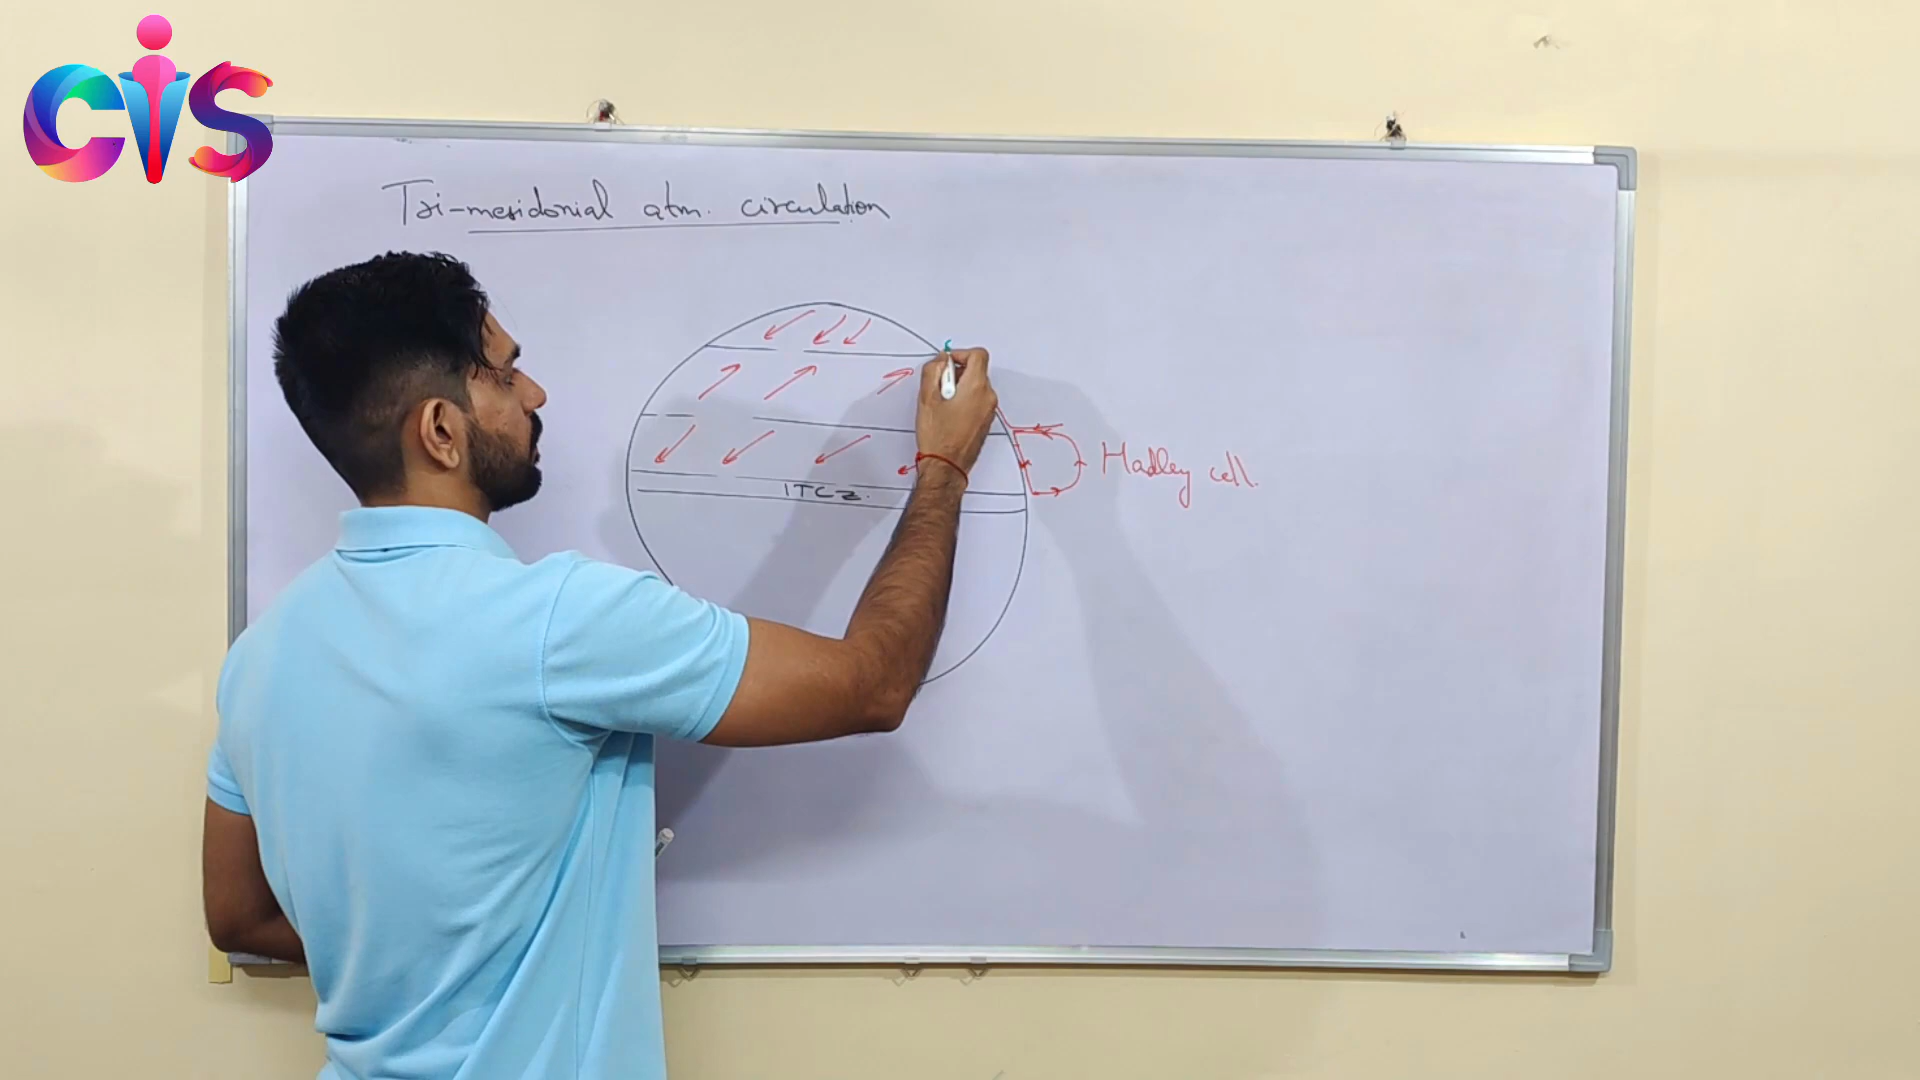 CIS
Tri-meridonial atm. circulation
Hadley cell.
ITCZ.